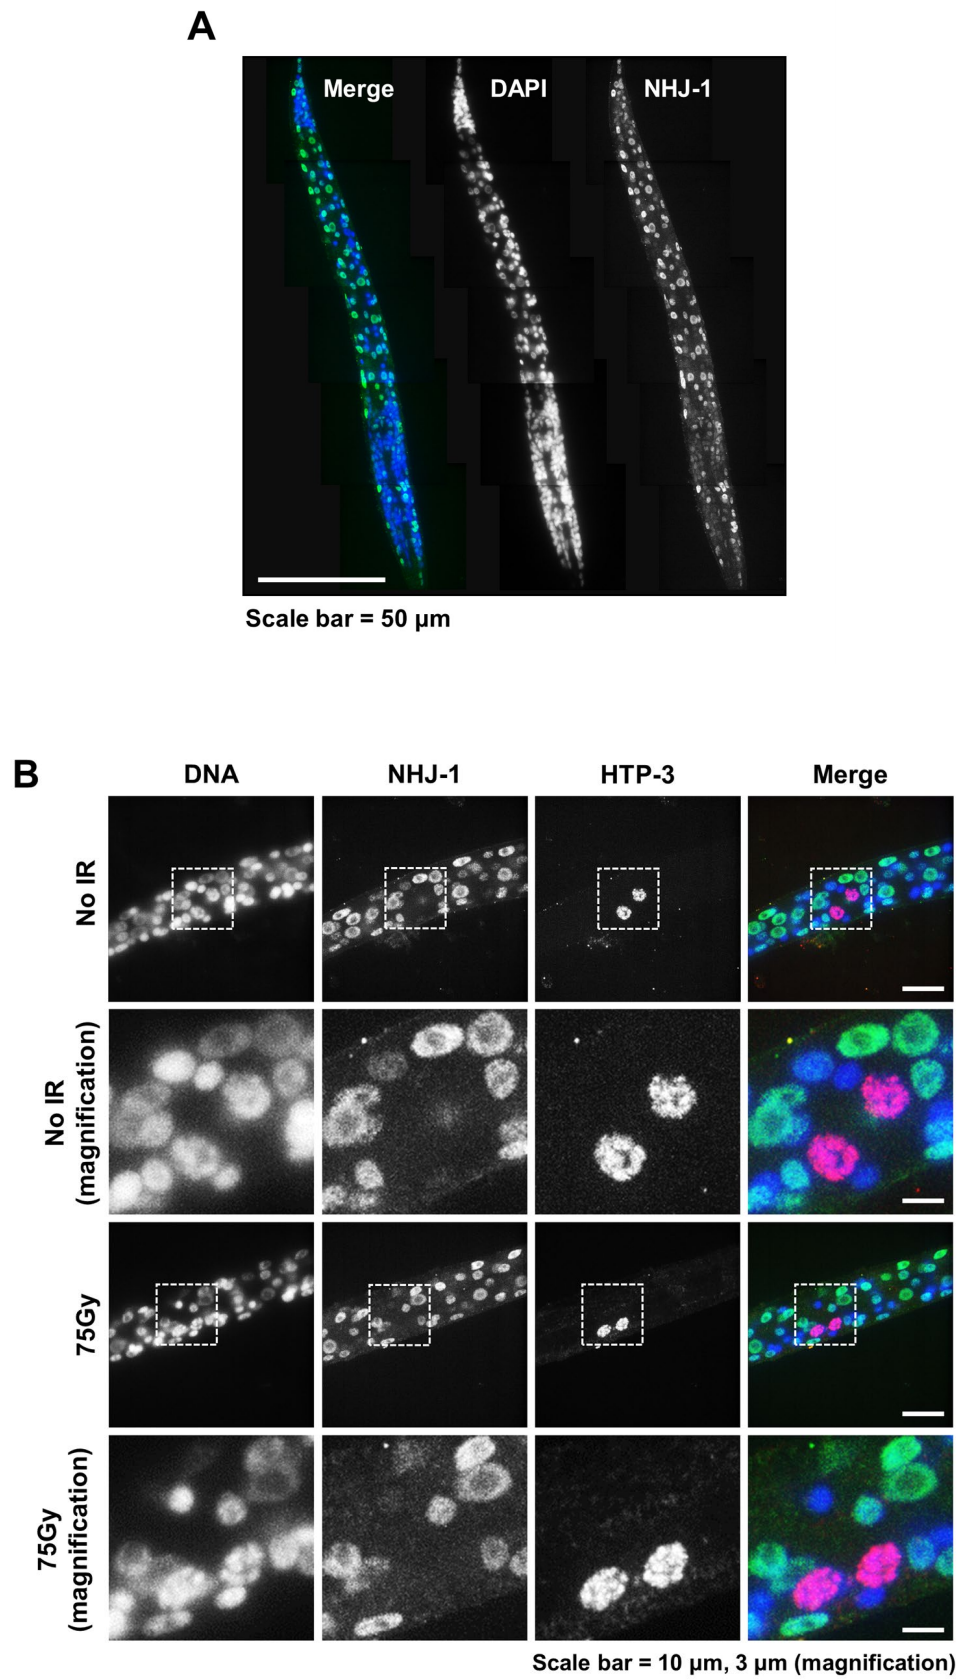 A
Merge DAPI NHJ-1
Scale bar = 50 µm
B
DNA NHJ-1 HTP-3 Merge
No IR
No IR
(magnification)
75Gy
75Gy
(magnification)
Scale bar = 10 µm, 3 µm (magnification)